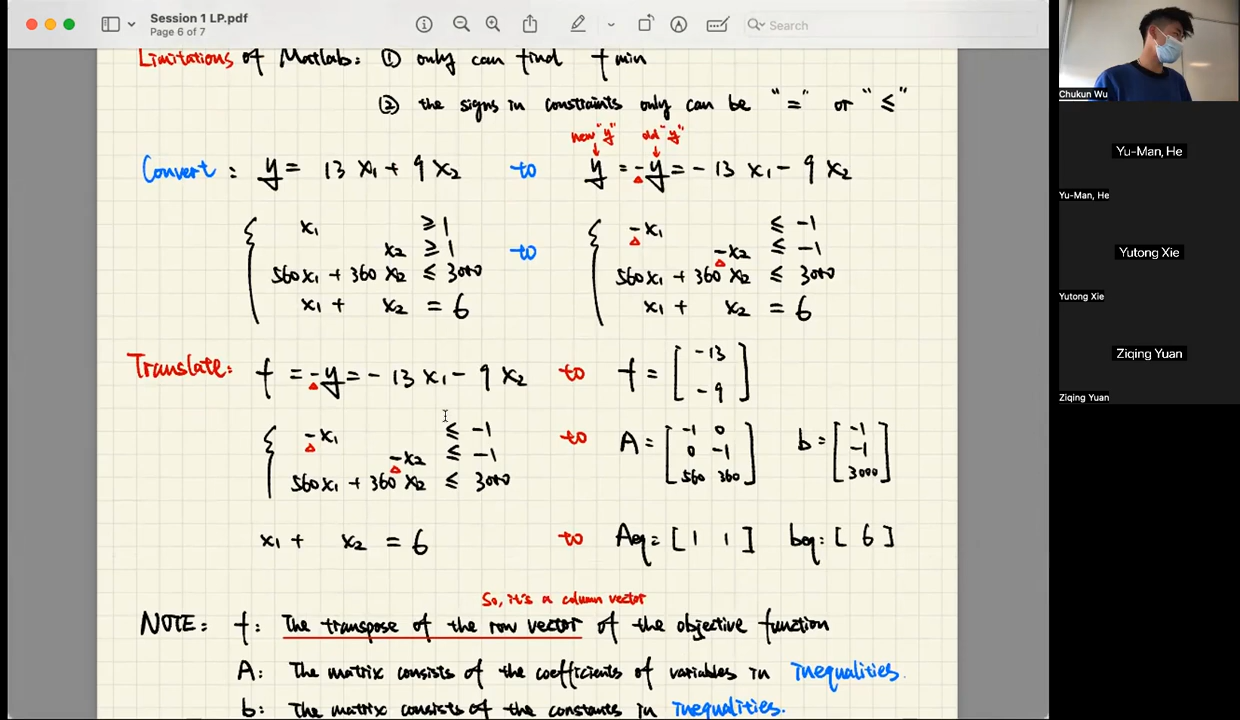 Session 1 LP.pdf
Page 6 of 7
Search
Limitations of Matlab: ① only can find f min
② the signs in constraints only can be "=" or "≤"
new "y" old "y"
Convert: y = 13 x₁ + 9 x₂ to y = -y = -13 x₁ - 9 x₂
x₁ ≥ 1 -x₁ ≤ -1
x₂ ≥ 1 to -x₂ ≤ -1
560x₁ + 360 x₂ ≤ 3000 560x₁ + 360 x₂ ≤ 3000
x₁ + x₂ = 6 x₁ + x₂ = 6
Translate: f = -y = -13 x₁ - 9 x₂ to f = [-13 -9]
-x₁ ≤ -1 to A = [-1 0 b = [-1
-x₂ ≤ -1 0 -1 -1
560x₁ + 360 x₂ ≤ 3000 560 360] 3000]
x₁ + x₂ = 6 to Aeq = [1 1] beq: [6]
So, it's a column vector
NOTE: f: The transpose of the row vector of the objective function
A: The matrix consists of the coefficients of variables in inequalities.
b: The matrix consists of the constants in inequalities.
Chukun Wu
Yu-Man, He
Yu-Man, He
Yutong Xie
Yutong Xie
Ziqing Yuan
Ziqing Yuan